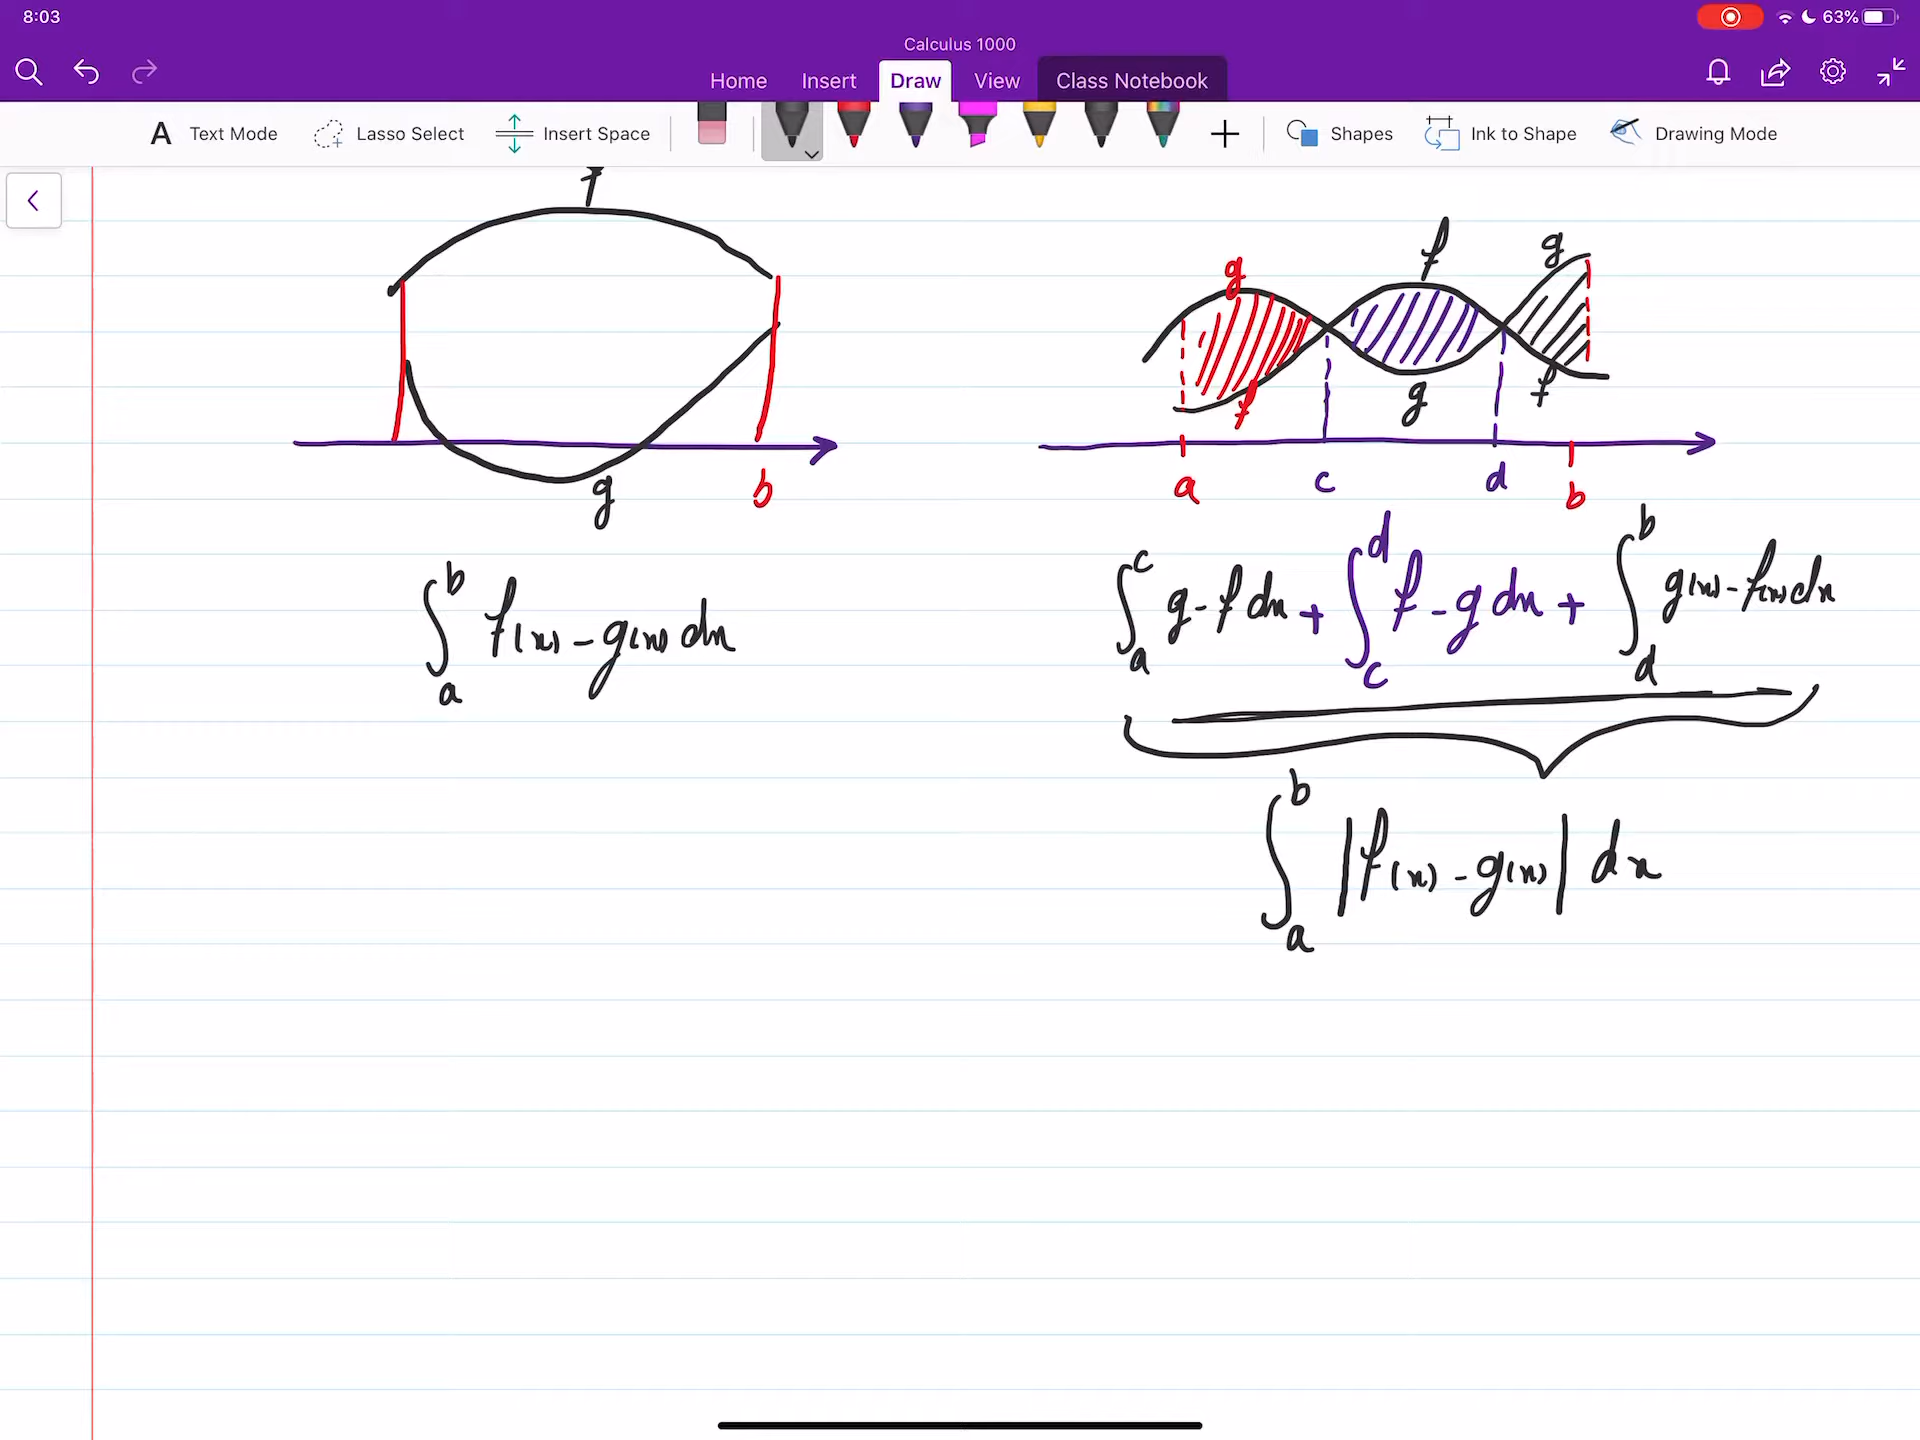 8:03
63%
Calculus 1000
Home Insert Draw View Class Notebook
A Text Mode Lasso Select Insert Space + Shapes Ink to Shape Drawing Mode
f
g
b
∫_a^b f(x) - g(x) dx
g f g
f g f
a c d b
∫_a^c g - f dx + ∫_c^d f - g dx + ∫_d^b g(x) - f(x) dx
∫_a^b |f(x) - g(x)| dx